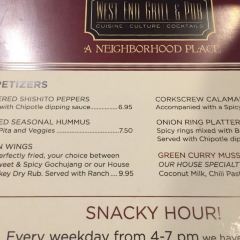 WEST END GRILL & PUB
CUISINE CULTURE COCKTAILS
A NEIGHBORHOOD PLACE
PETIZERS
ERED SHISHITO PEPPERS
with Chipotle dipping sauce 6.95
ED SEASONAL HUMMUS
Pita and Veggies 7.50
N WINGS
perfectly fried, your choice between
weet & Spicy Gochujang or our House
key Dry Rub. Served with Ranch 9.95
CORKSCREW CALAMA
Accompanied with a Spicy
ONION RING PLATTER
Spicy rings mixed with B
Served with Chipotle di
GREEN CURRY MUSS
OUR HOUSE SPECIALT
Coconut Milk, Chili Past
SNACKY HOUR!
Every weekday from 4-7 pm we have